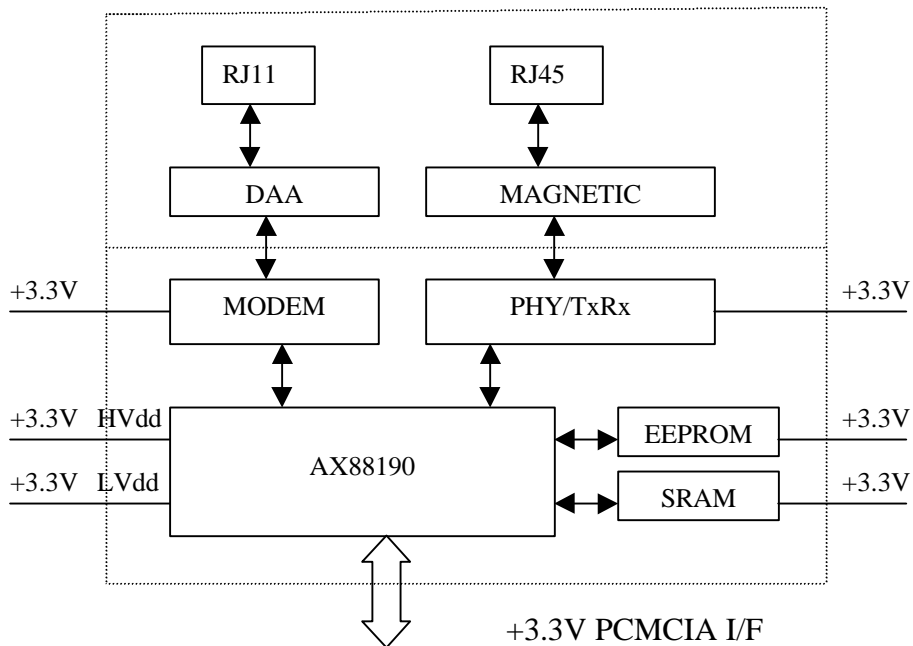 RJ11
RJ45
DAA
MAGNETIC
+3.3V
MODEM
PHY/TxRx
+3.3V
+3.3V HVdd
AX88190
EEPROM
+3.3V
+3.3V LVdd
SRAM
+3.3V
+3.3V PCMCIA I/F